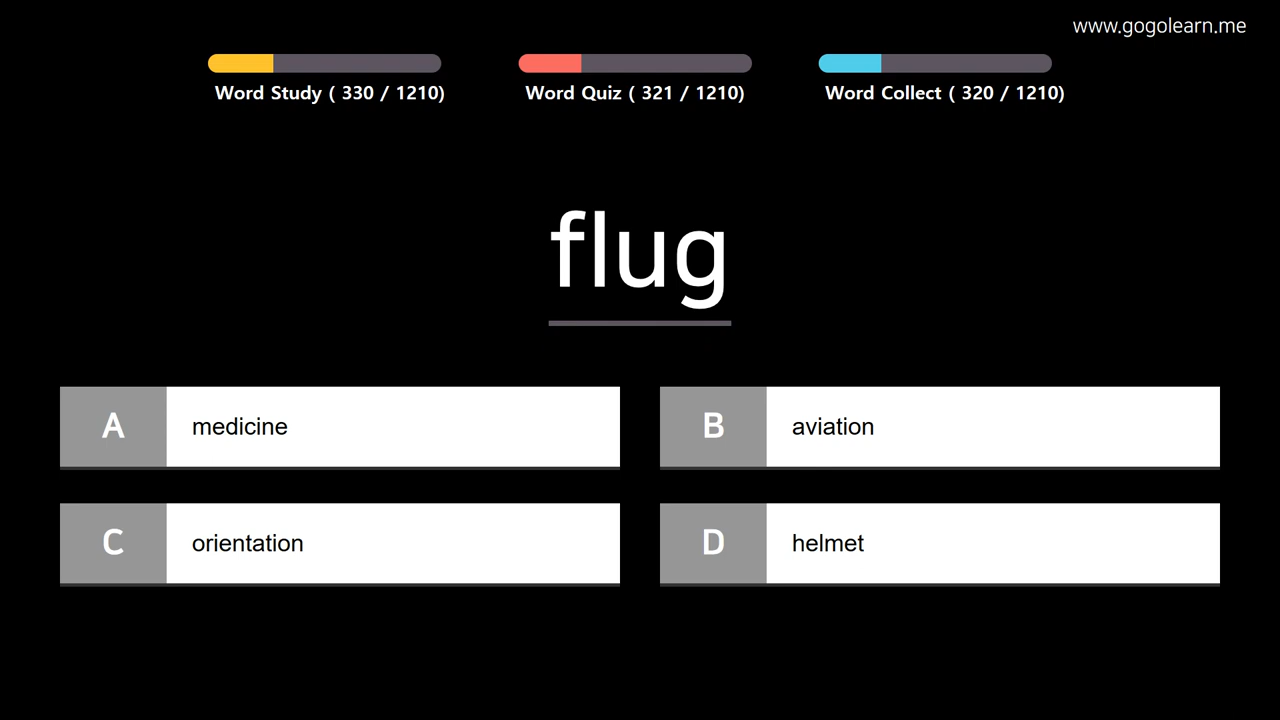 www.gogolearn.me
Word Study ( 330 / 1210)
Word Quiz ( 321 / 1210)
Word Collect ( 320 / 1210)
flug
A medicine
B aviation
C orientation
D helmet